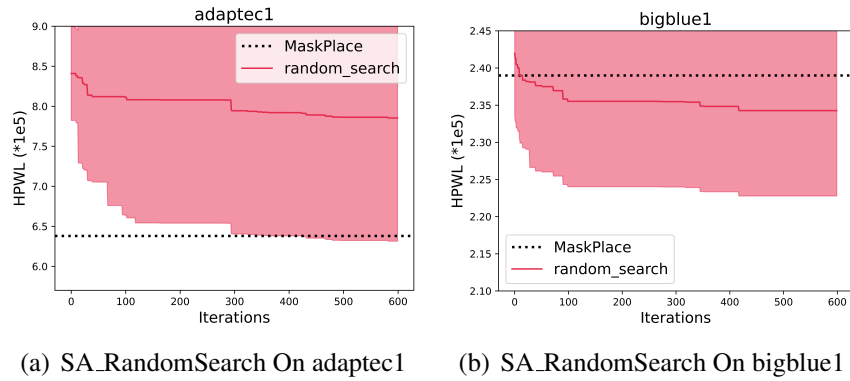 adaptec1
9.0
8.5
8.0
7.5
7.0
6.5
6.0
HPWL (*1e5)
MaskPlace
random_search
0 100 200 300 400 500 600
Iterations
(a) SA_RandomSearch On adaptec1
bigblue1
2.45
2.40
2.35
2.30
2.25
2.20
2.15
2.10
HPWL (*1e5)
MaskPlace
random_search
0 100 200 300 400 500 600
Iterations
(b) SA_RandomSearch On bigblue1